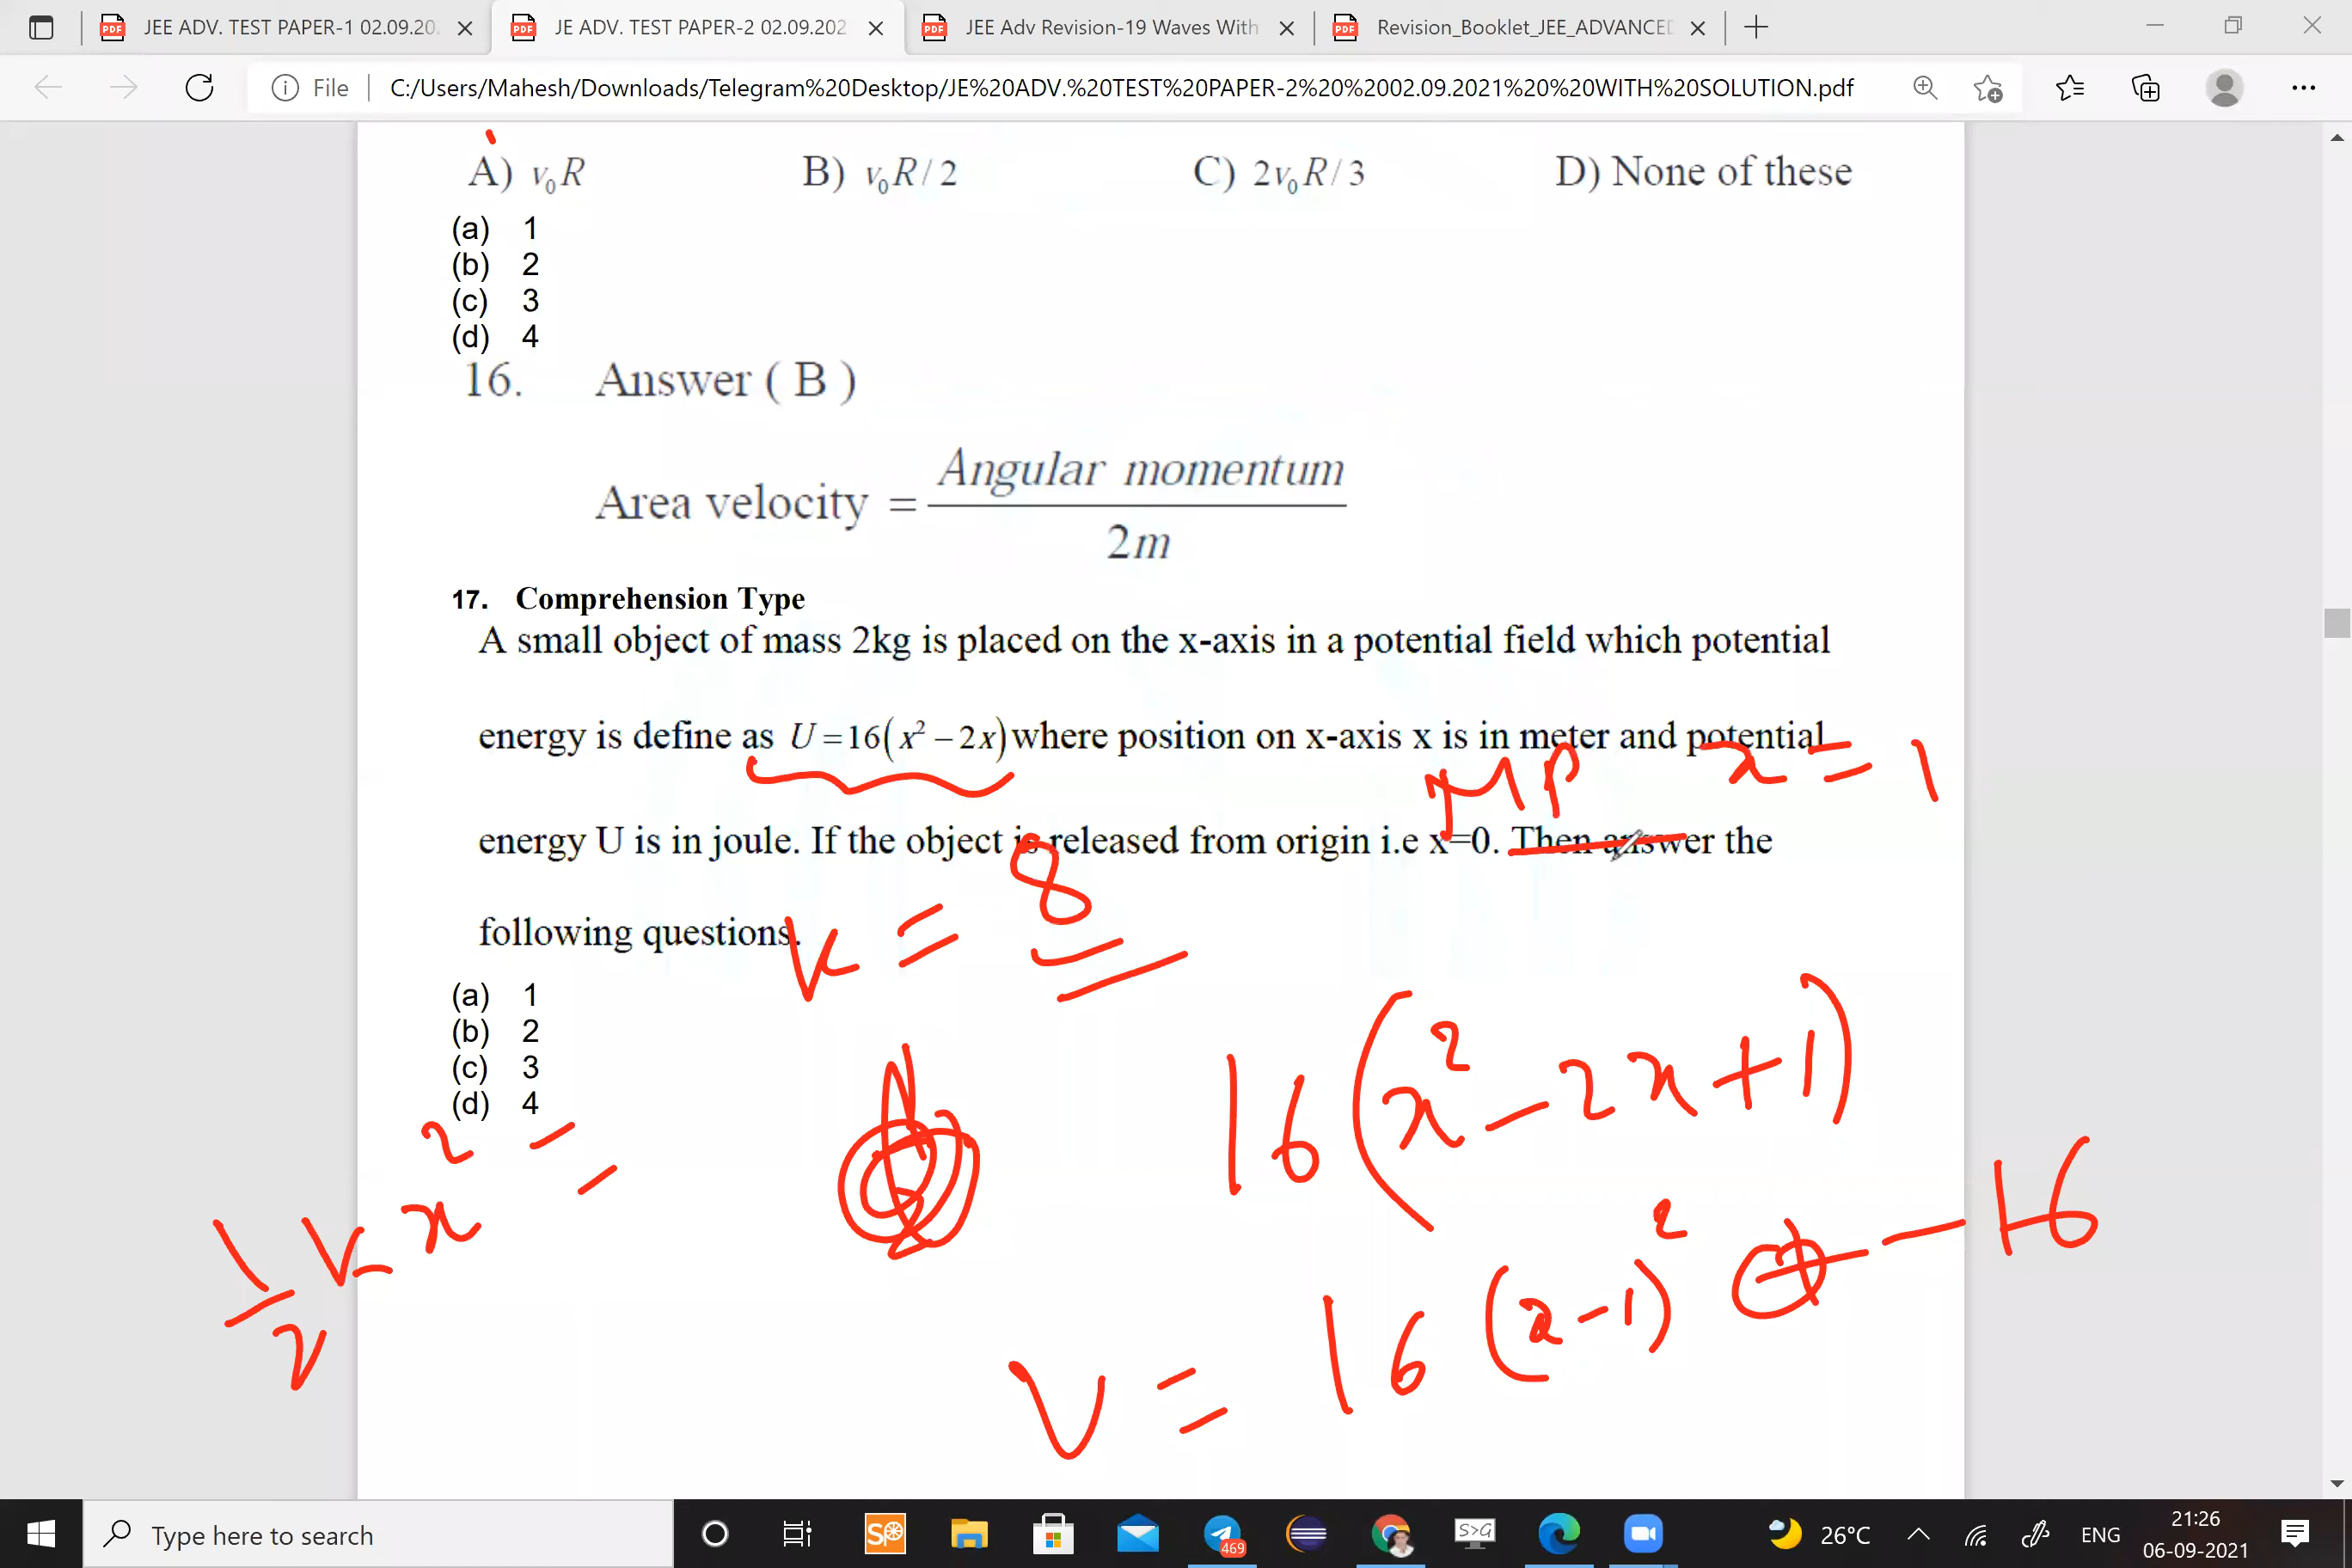 JEE ADV. TEST PAPER-1 02.09.20
JE ADV. TEST PAPER-2 02.09.202
JEE Adv Revision-19 Waves With
Revision_Booklet_JEE_ADVANCED
File
C:/Users/Mahesh/Downloads/Telegram%20Desktop/JE%20ADV.%20TEST%20PAPER-2%20%2002.09.2021%20%20WITH%20SOLUTION.pdf
A) v₀R B) v₀R/2 C) 2v₀R/3 D) None of these
(a) 1
(b) 2
(c) 3
(d) 4
16. Answer ( B )
Area velocity = Angular momentum / 2m
17. Comprehension Type
A small object of mass 2kg is placed on the x-axis in a potential field which potential
energy is define as U = 16(x² − 2x) where position on x-axis x is in meter and potential
MP x = 1
energy U is in joule. If the object is released from origin i.e x=0. Then answer the
following questions.
k = 8
(a) 1
(b) 2
(c) 3
(d) 4
16(x² − 2x + 1)
1/2 kx² =
U = 16 (x−1)² − 16
Type here to search
SP
469
S>G
26°C
ENG
21:26
06-09-2021